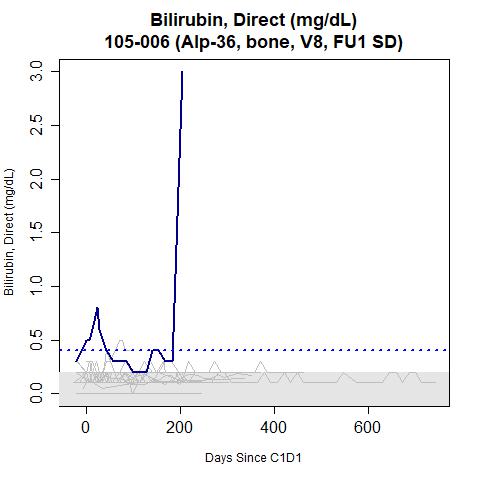 Bilirubin, Direct (mg/dL)
105-006 (Alp-36, bone, V8, FU1 SD)
Bilirubin, Direct (mg/dL)
3.0
2.5
2.0
1.5
1.0
0.5
0.0
0 200 400 600
Days Since C1D1